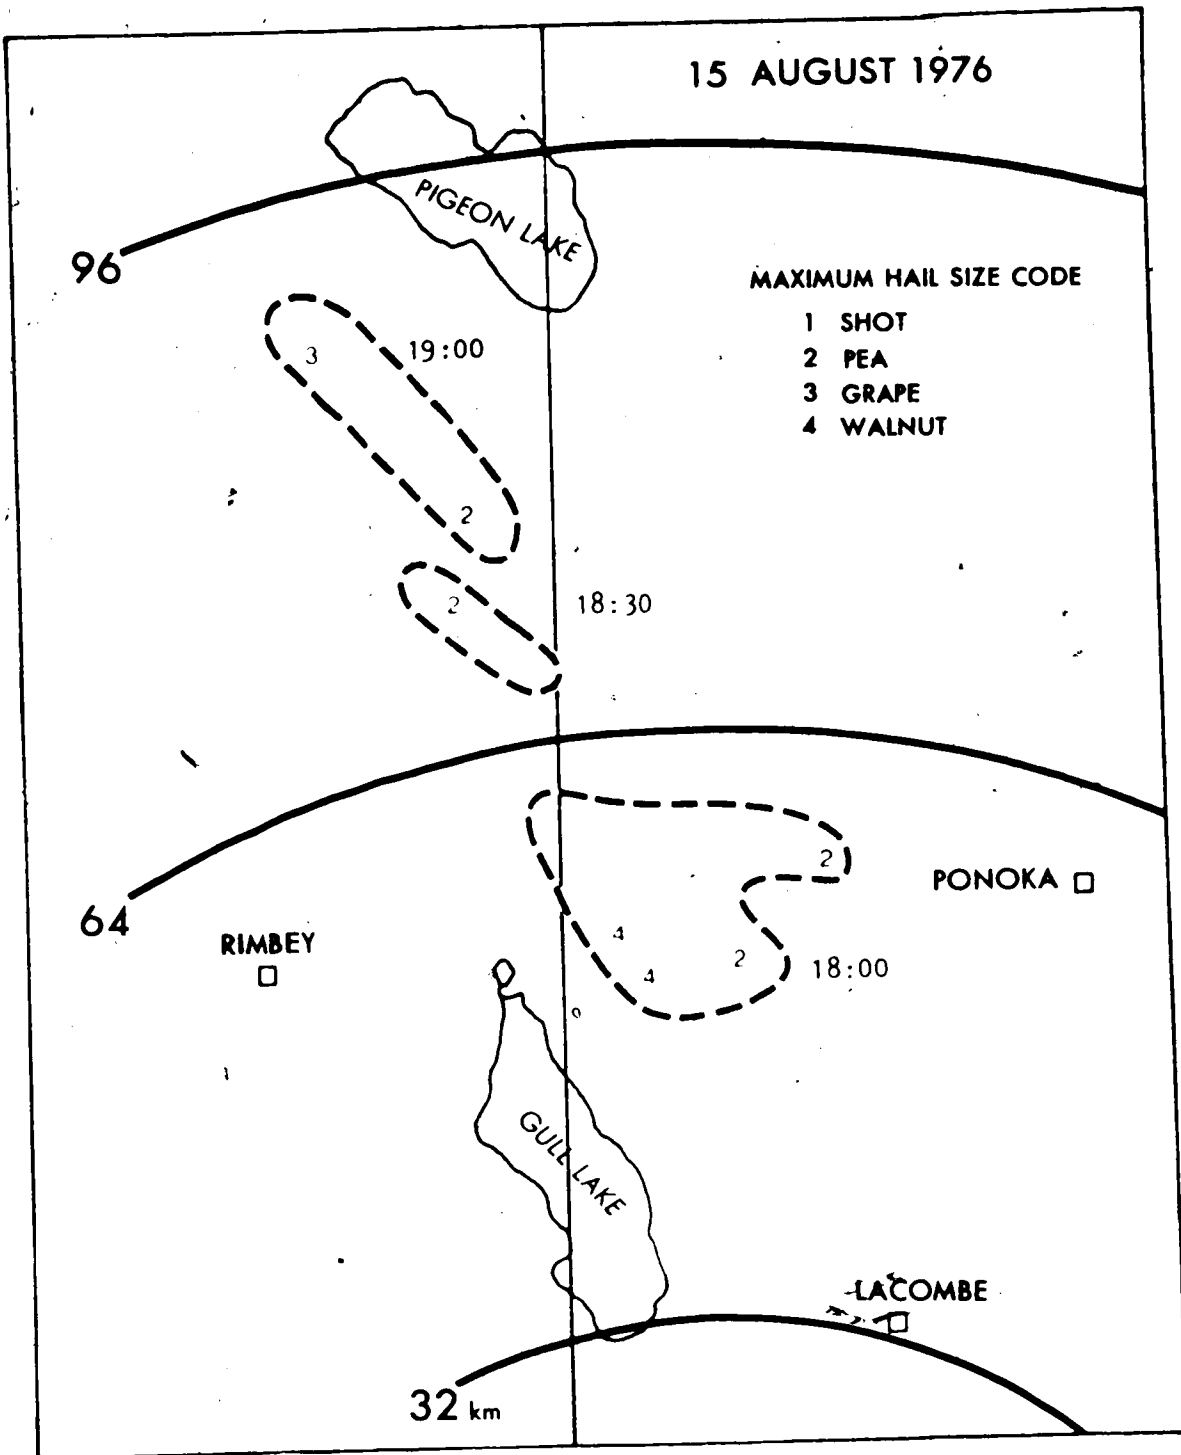 15 AUGUST 1976
PIGEON LAKE
96
MAXIMUM HAIL SIZE CODE
1 SHOT
2 PEA
3 GRAPE
4 WALNUT
3
19:00
2
2
18:30
2
PONOKA
64
RIMBEY
4
2
4
18:00
GULL LAKE
LACOMBE
32 km